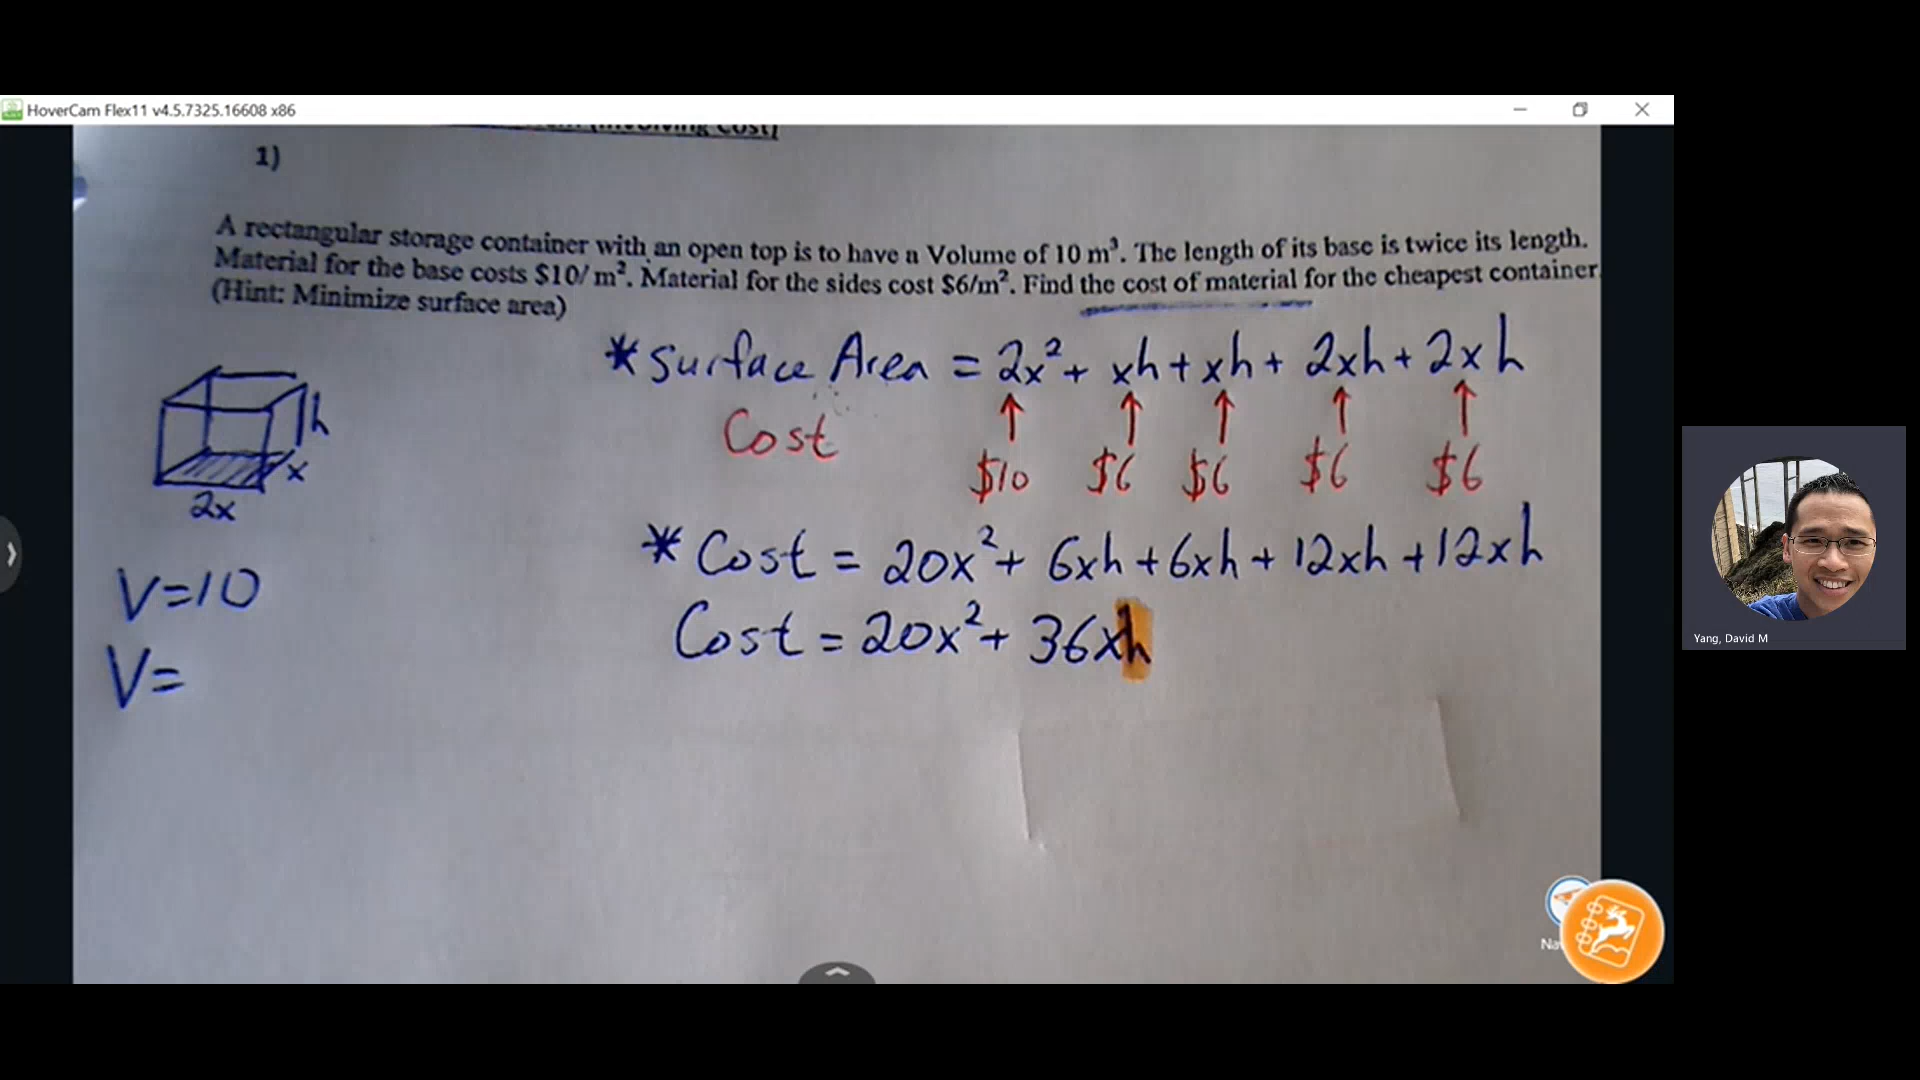 HoverCam Flex11 v4.5.7325.16608 x86
(Involving Cost)
1)
A rectangular storage container with an open top is to have a Volume of 10 m³. The length of its base is twice its length.
Material for the base costs $10/ m². Material for the sides cost $6/m². Find the cost of material for the cheapest container
(Hint: Minimize surface area)
*Surface Area = 2x² + xh + xh + 2xh + 2xh
Cost
$10 $6 $6 $6 $6
h
x
2x
*Cost = 20x² + 6xh + 6xh + 12xh + 12xh
V=10
Cost = 20x² + 36xh
V=
Yang, David M